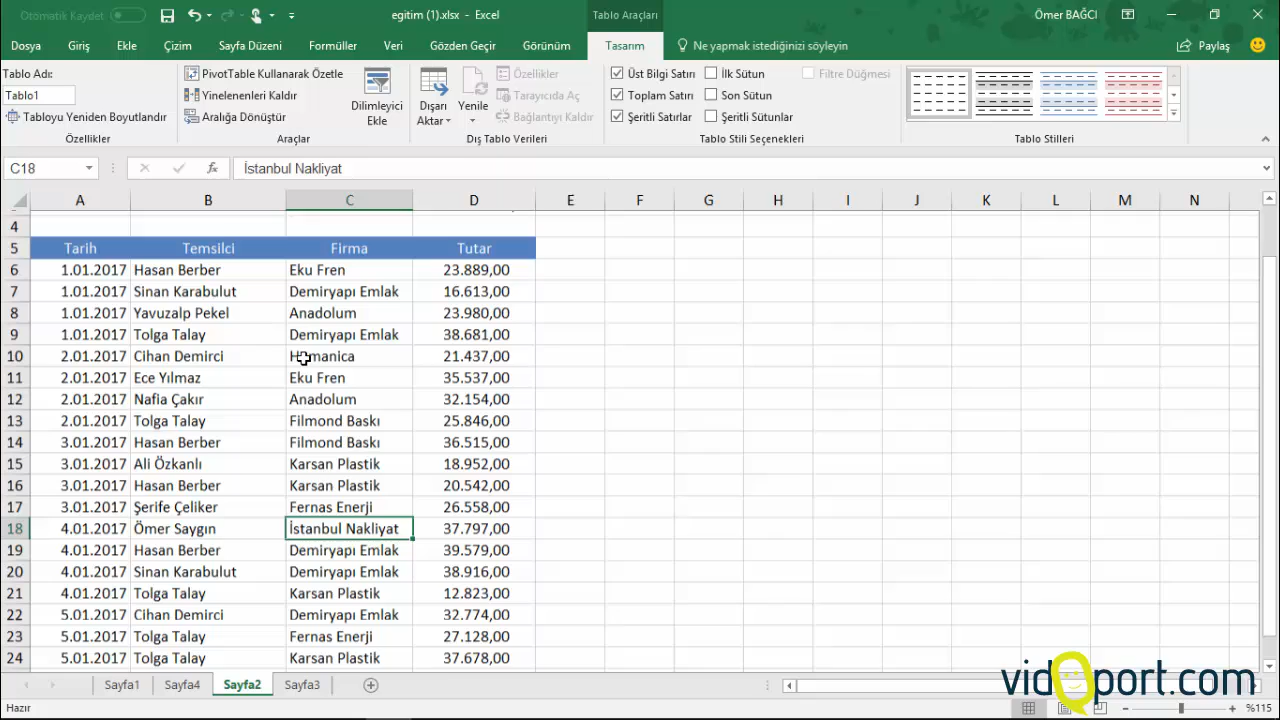 Otomatik Kaydet
egitim (1).xlsx - Excel
Tablo Araçları
Ömer BAĞCI
Dosya Giriş Ekle Çizim Sayfa Düzeni Formüller Veri Gözden Geçir Görünüm Tasarım Ne yapmak istediğinizi söyleyin Paylaş
Tablo Adı:
Tablo1
Tabloyu Yeniden Boyutlandır
Özellikler
PivotTable Kullanarak Özetle
Yinelenenleri Kaldır
Aralığa Dönüştür
Dilimleyici
Ekle
Araçlar
Dışarı
Aktar
Yenile
Özellikler
Tarayıcıda Aç
Bağlantıyı Kaldır
Dış Tablo Verileri
Üst Bilgi Satırı İlk Sütun Filtre Düğmesi
Toplam Satırı Son Sütun
Şeritli Satırlar Şeritli Sütunlar
Tablo Stili Seçenekleri
Tablo Stilleri
C18 fx İstanbul Nakliyat
A B C D E F G H I J K L M N
4
5 Tarih Temsilci Firma Tutar
6 1.01.2017 Hasan Berber Eku Fren 23.889,00
7 1.01.2017 Sinan Karabulut Demiryapı Emlak 16.613,00
8 1.01.2017 Yavuzalp Pekel Anadolum 23.980,00
9 1.01.2017 Tolga Talay Demiryapı Emlak 38.681,00
10 2.01.2017 Cihan Demirci 21.437,00
11 2.01.2017 Ece Yılmaz Eku Fren 35.537,00
12 2.01.2017 Nafia Çakır Anadolum 32.154,00
13 2.01.2017 Tolga Talay Filmond Baskı 25.846,00
14 3.01.2017 Hasan Berber Filmond Baskı 36.515,00
15 3.01.2017 Ali Özkanlı Karsan Plastik 18.952,00
16 3.01.2017 Hasan Berber Karsan Plastik 20.542,00
17 3.01.2017 Şerife Çeliker Fernas Enerji 26.558,00
18 4.01.2017 Ömer Saygın İstanbul Nakliyat 37.797,00
19 4.01.2017 Hasan Berber Demiryapı Emlak 39.579,00
20 4.01.2017 Sinan Karabulut Demiryapı Emlak 38.916,00
21 4.01.2017 Tolga Talay Karsan Plastik 12.823,00
22 5.01.2017 Cihan Demirci Demiryapı Emlak 32.774,00
23 5.01.2017 Tolga Talay Fernas Enerji 27.128,00
24 5.01.2017 Tolga Talay Karsan Plastik 37.678,00
Sayfa1 Sayfa4 Sayfa2 Sayfa3
vidOport.com
Hazır
%115